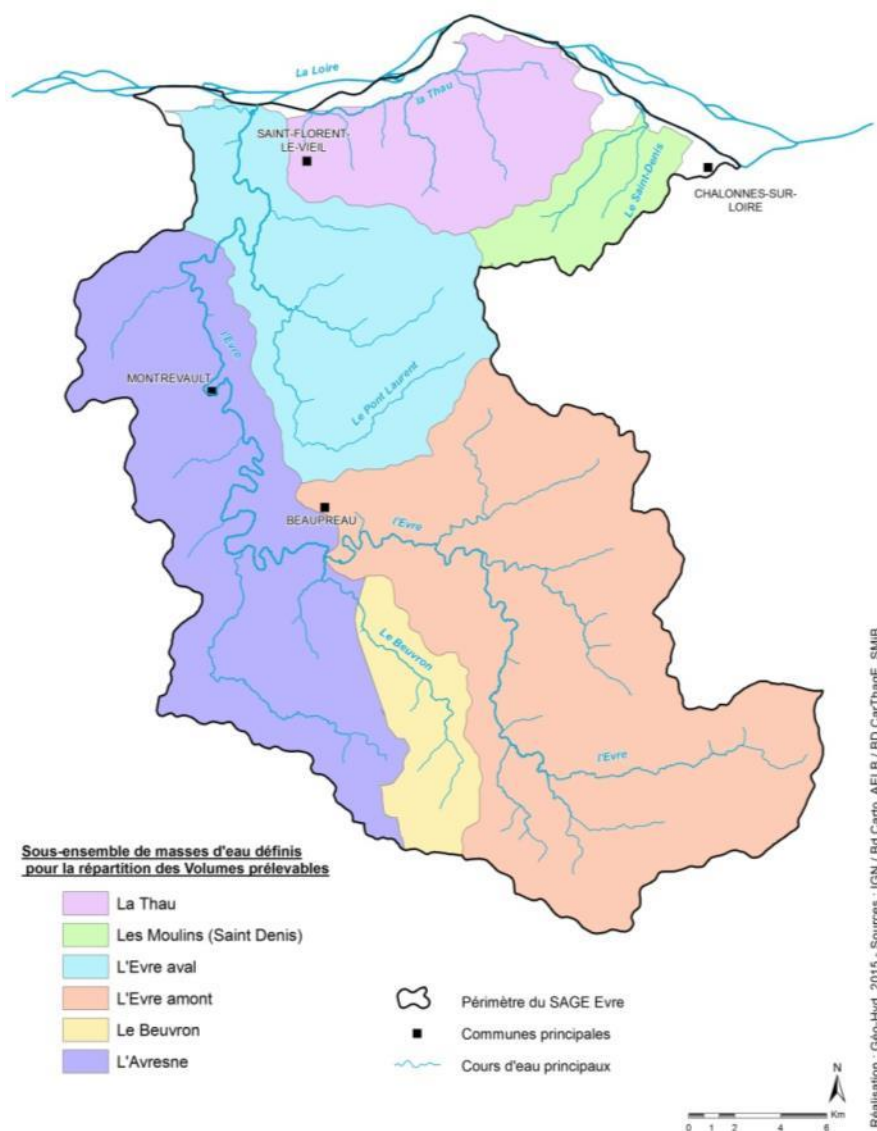 La Loire
la Thau
SAINT-FLORENT-
LE-VIEIL
Le Saint-Denis
CHALONNES-SUR-
LOIRE
l'Evre
MONTREVAULT
Le Pont Laurent
BEAUPREAU
l'Evre
Le Beuvron
l'Evre
Sous-ensemble de masses d'eau définis
pour la répartition des Volumes prélevables
La Thau
Les Moulins (Saint Denis)
L'Evre aval
L'Evre amont
Le Beuvron
L'Avresne
Périmètre du SAGE Evre
Communes principales
Cours d'eau principaux
N
Km
0 1 2 4 6
Réalisation : Géo-Hyd, 2015 - Sources : IGN / Bd Carto, AELB / BD CarThagE, SMiB